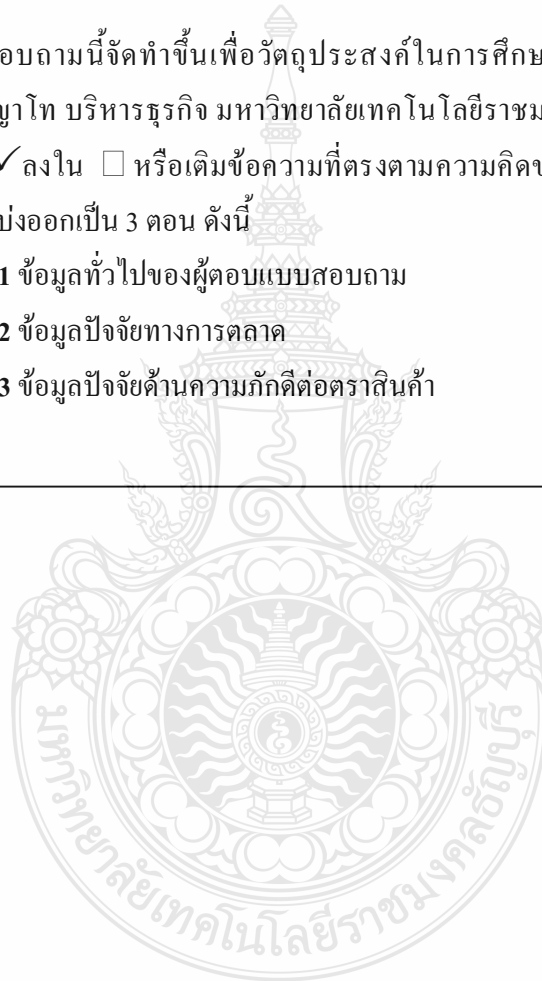 อบถามนี้จัดทำขึ้นเพื่อวัตถุประสงค์ในการศึกษ
ญาโท บริหารธุรกิจ มหาวิทยาลัยเทคโนโลยีราชม
✓ ลงใน □ หรือเติมข้อความที่ตรงตามความคิดข
บ่งออกเป็น 3 ตอน ดังนี้
1 ข้อมูลทั่วไปของผู้ตอบแบบสอบถาม
2 ข้อมูลปัจจัยทางการตลาด
3 ข้อมูลปัจจัยด้านความภักดีต่อตราสินค้า
มหาวิทยาลัยเทคโนโลยีราชมงคลธัญบุรี